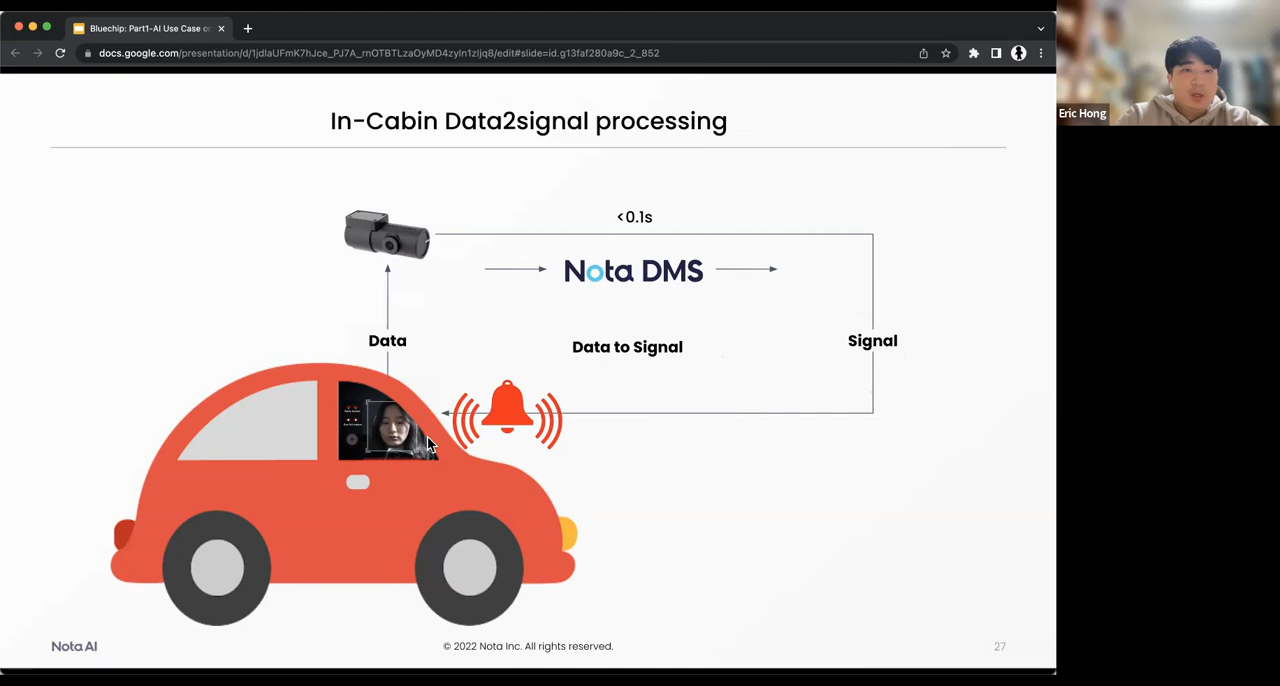 Bluechip: Part1-AI Use Case o
docs.google.com/presentation/d/1jdlaUFmK7hJce_PJ7A_rnOTBTLzaOyMD4zyIn1zIjq8/edit#slide=id.g13faf280a9c_2_852
Eric Hong
In-Cabin Data2signal processing
<0.1s
Nota DMS
Data
Data to Signal
Signal
Nota AI
© 2022 Nota Inc. All rights reserved.
27